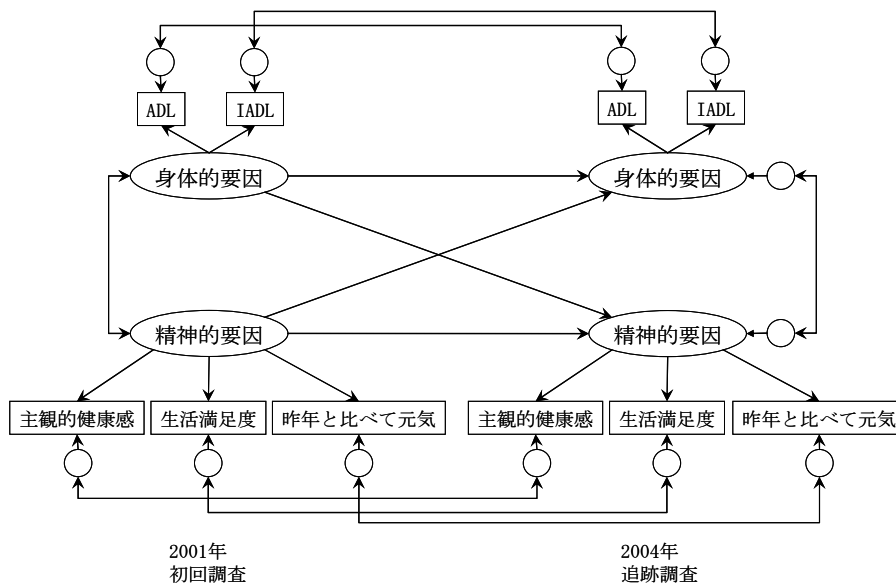 ADL
IADL
ADL
IADL
身体的要因
身体的要因
精神的要因
精神的要因
主観的健康感
生活満足度
昨年と比べて元気
主観的健康感
生活満足度
昨年と比べて元気
2001年
初回調査
2004年
追跡調査